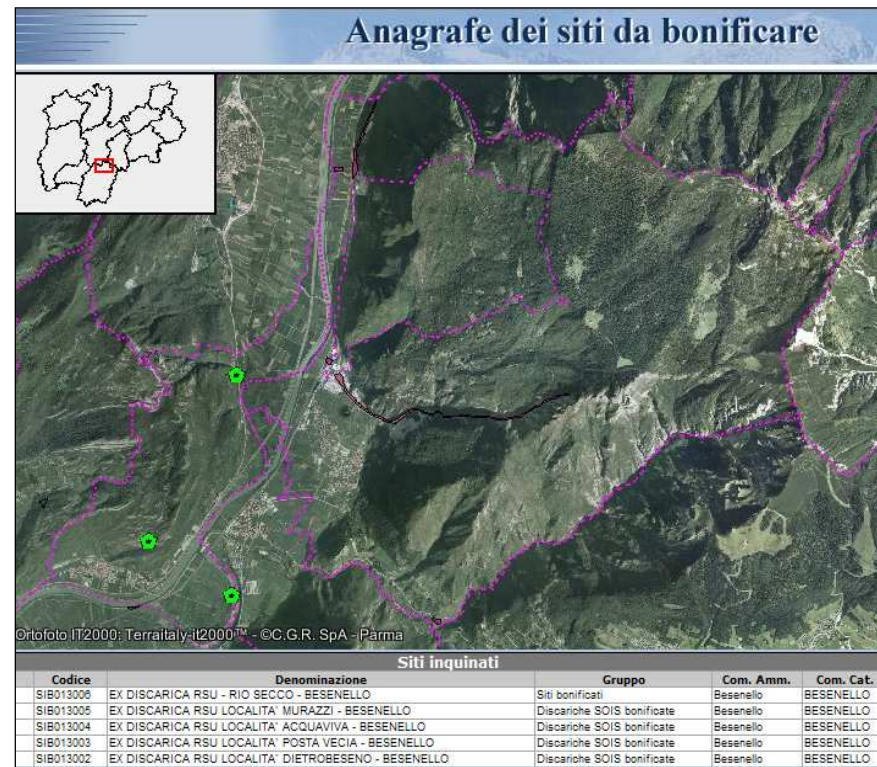 Anagrafe dei siti da bonificare
Ortofoto IT2000: Terraitaly-it2000™ - ©C.G.R. SpA - Parma
Siti inquinati
Codice Denominazione Gruppo Com. Amm. Com. Cat.
SIB013006 EX DISCARICA RSU - RIO SECCO - BESENELLO Siti bonificati Besenello BESENELLO
SIB013005 EX DISCARICA RSU LOCALITA' MURAZZI - BESENELLO Discariche SOIS bonificate Besenello BESENELLO
SIB013004 EX DISCARICA RSU LOCALITA' ACQUAVIVA - BESENELLO Discariche SOIS bonificate Besenello BESENELLO
SIB013003 EX DISCARICA RSU LOCALITA' POSTA VECIA - BESENELLO Discariche SOIS bonificate Besenello BESENELLO
SIB013002 EX DISCARICA RSU LOCALITA' DIETROBESENO - BESENELLO Discariche SOIS bonificate Besenello BESENELLO